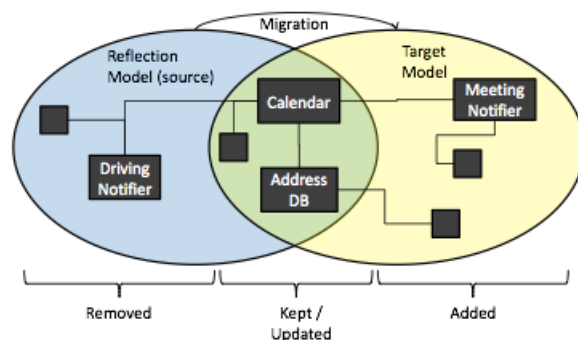 Migration
Reflection
Model (source)
Target
Model
Calendar
Meeting
Notifier
Driving
Notifier
Address
DB
Removed
Kept /
Updated
Added